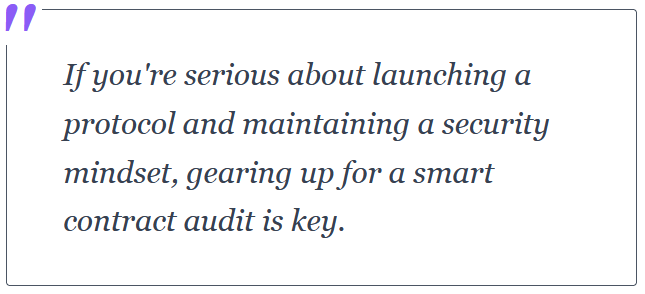 "
If you're serious about launching a
protocol and maintaining a security
mindset, gearing up for a smart
contract audit is key.